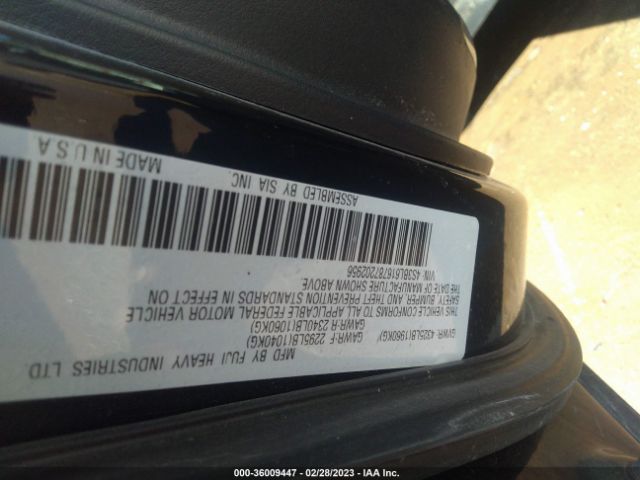 MFD BY FUJI HEAVY INDUSTRIES LTD
GVWR: 4325LB(1960KG)
GAWR-F 2295LB(1040KG)
GAWR-R 2340LB(1060KG)
THIS VEHICLE CONFORMS TO ALL APPLICABLE FEDERAL MOTOR VEHICLE
SAFETY, BUMPER, AND THEFT PREVENTION STANDARDS IN EFFECT ON
THE DATE OF MANUFACTURE SHOWN ABOVE.
VIN: 4S3BL616787202956
ASSEMBLED BY SIA INC.
MADE IN U S A
000-36009447 - 02/28/2023 - IAA Inc.